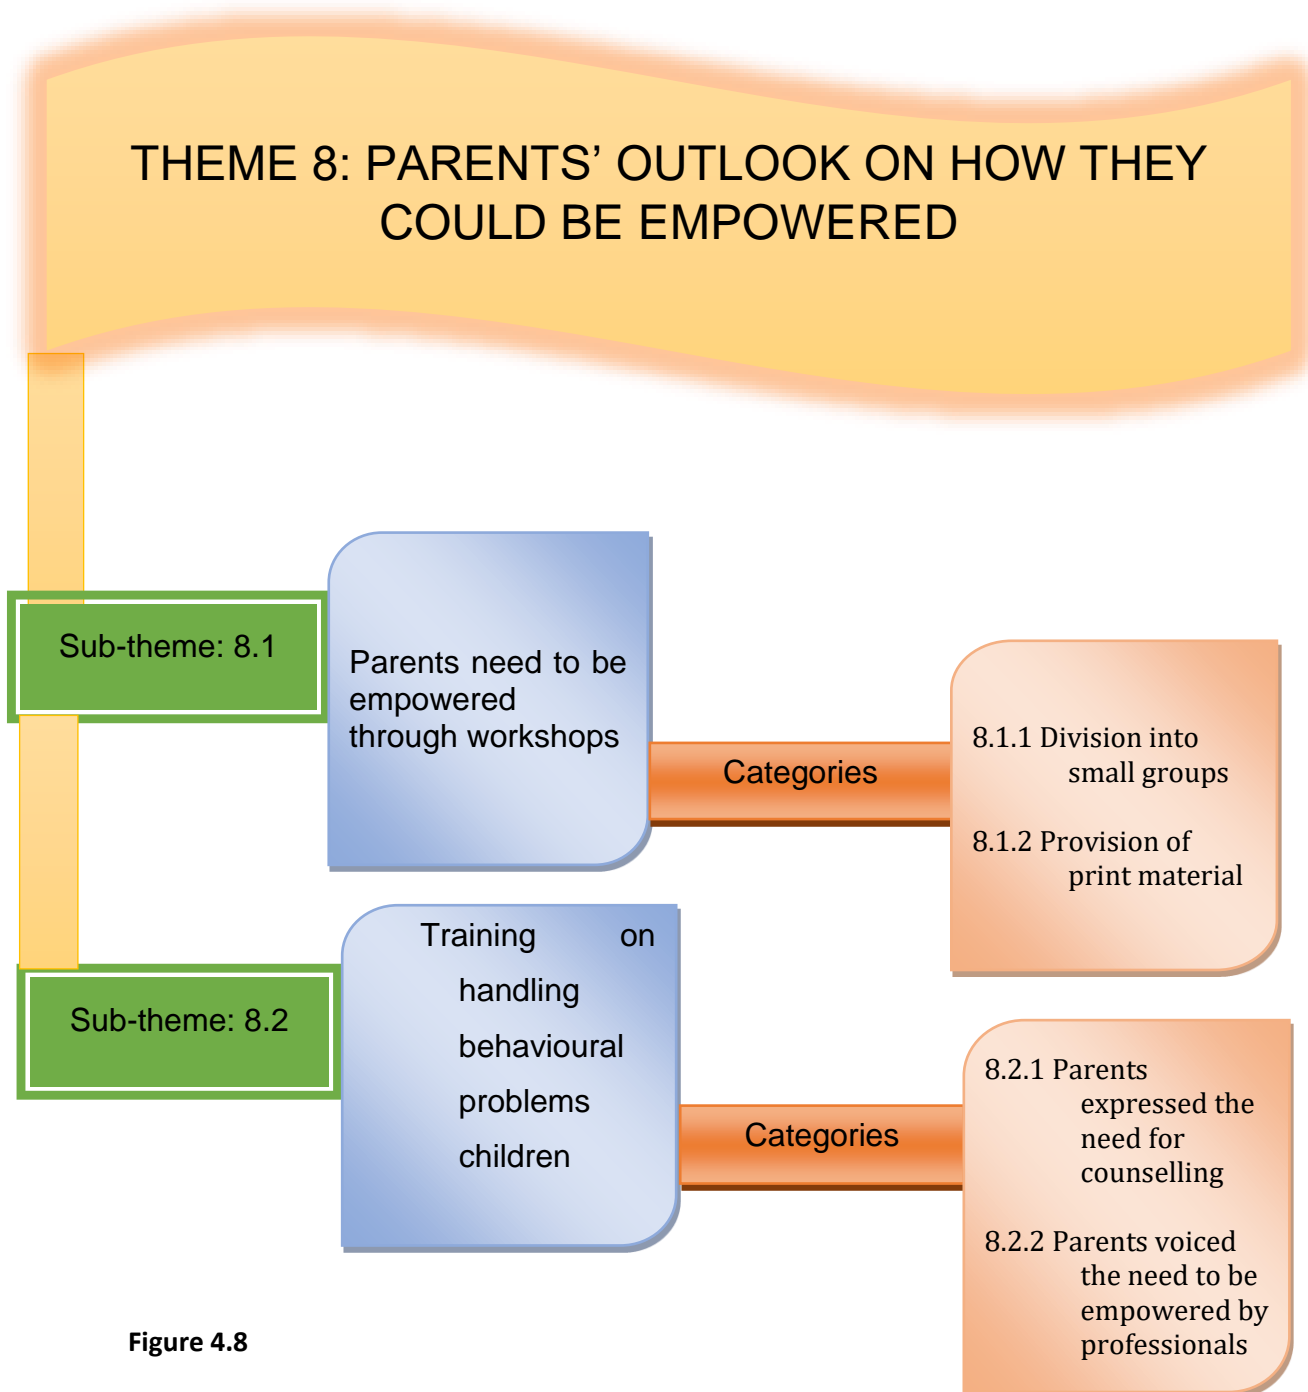 THEME 8: PARENTS’ OUTLOOK ON HOW THEY
COULD BE EMPOWERED
Sub-theme: 8.1
Parents need to be
empowered
through workshops
Categories
8.1.1 Division into
small groups
8.1.2 Provision of
print material
Sub-theme: 8.2
Training on
handling
behavioural
problems
children
Categories
8.2.1 Parents
expressed the
need for
counselling
8.2.2 Parents voiced
the need to be
empowered by
professionals
Figure 4.8